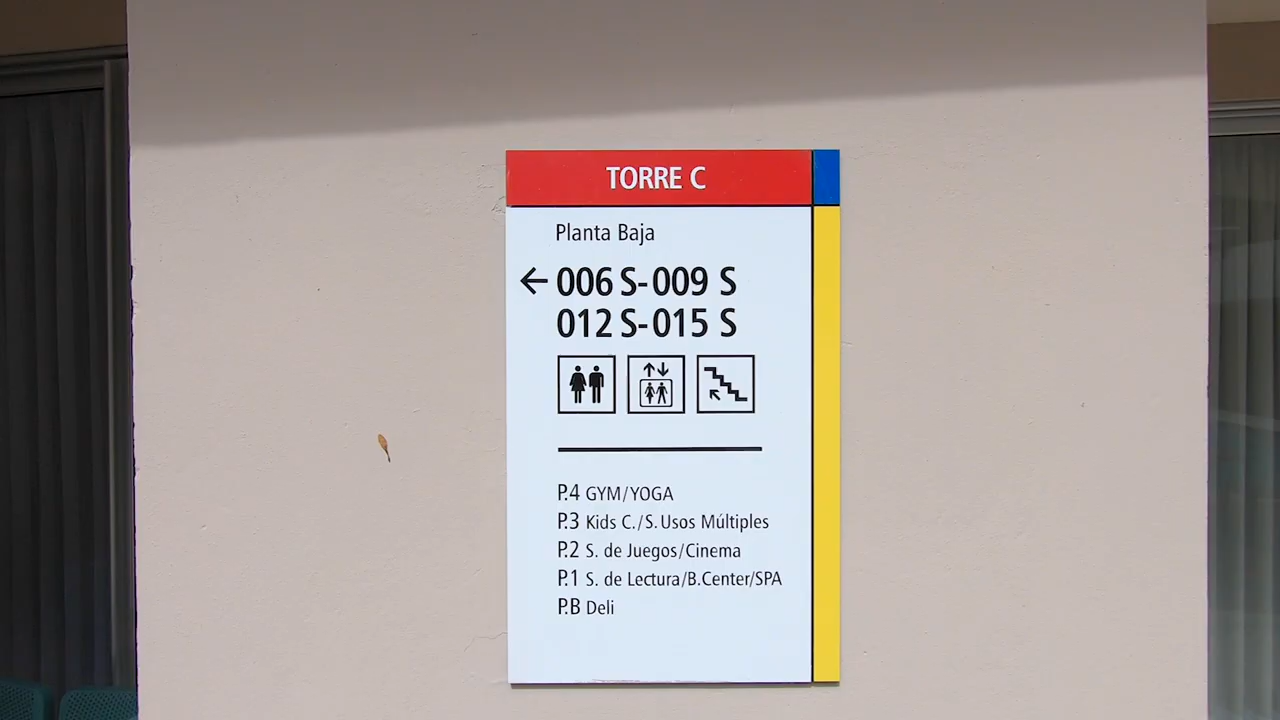 TORRE C
Planta Baja
← 006 S-009 S
012 S-015 S
P.4 GYM/YOGA
P.3 Kids C./S. Usos Múltiples
P.2 S. de Juegos/Cinema
P.1 S. de Lectura/B.Center/SPA
P.B Deli